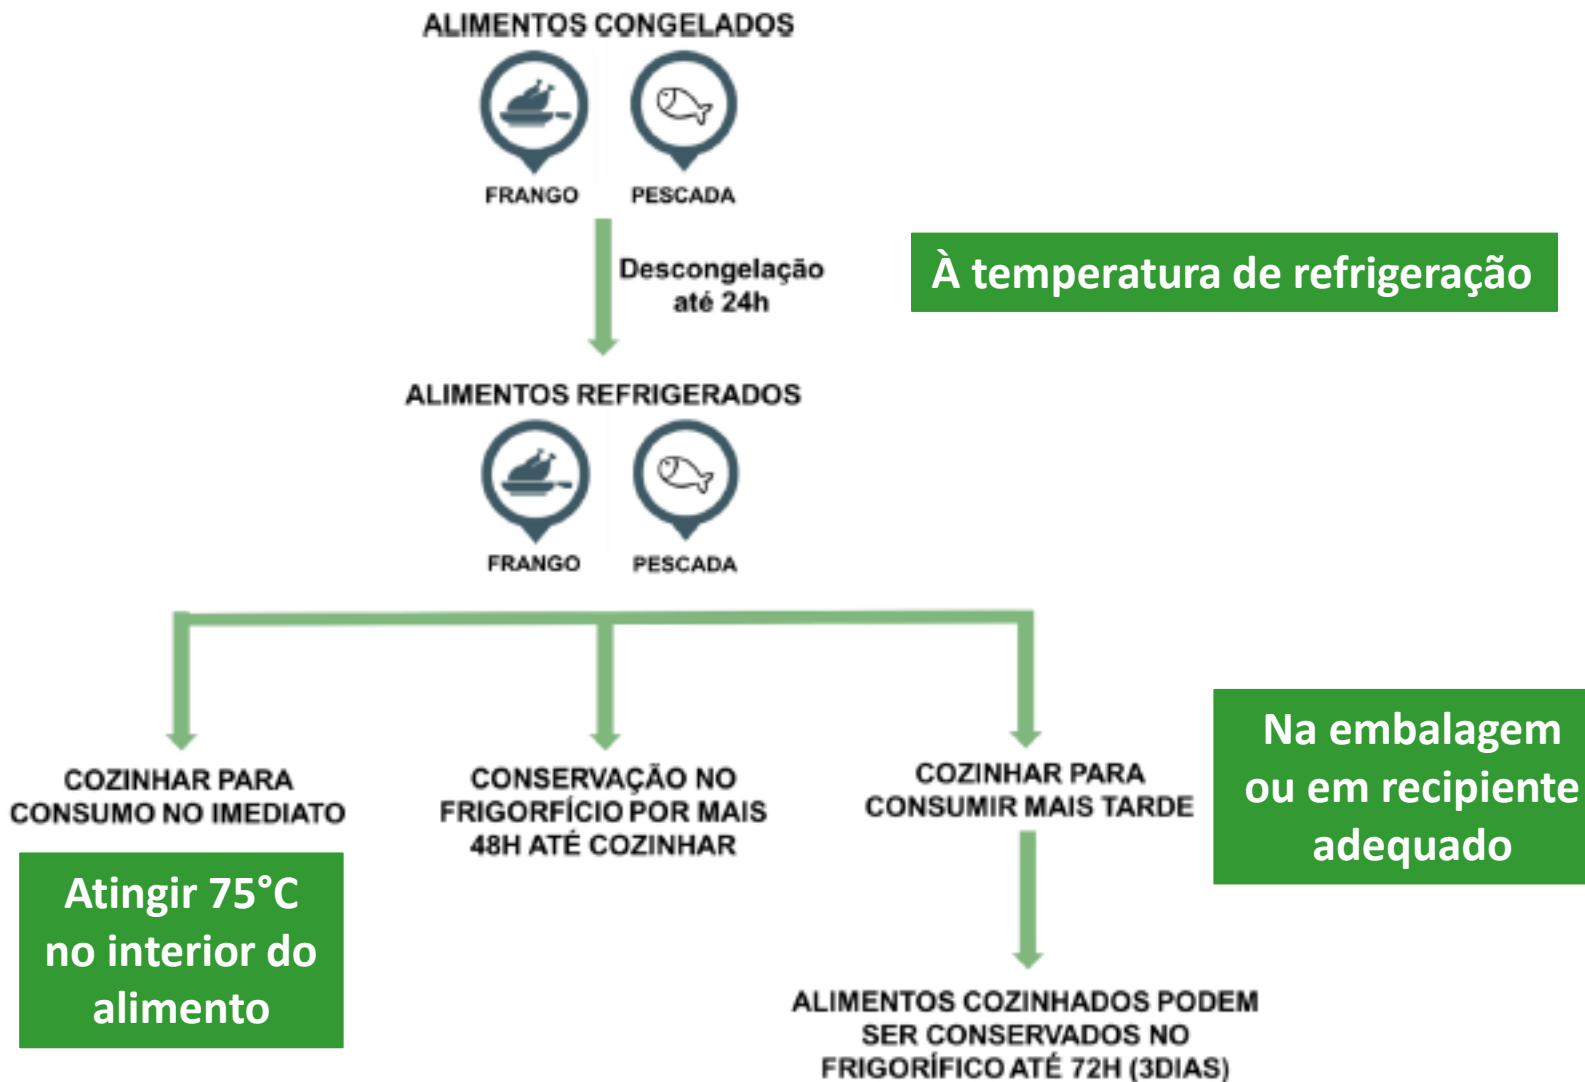 ALIMENTOS CONGELADOS
FRANGO
PESCADA
Descongelação
até 24h
À temperatura de refrigeração
ALIMENTOS REFRIGERADOS
FRANGO
PESCADA
COZINHAR PARA
CONSUMO NO IMEDIATO
Atingir 75°C
no interior do
alimento
CONSERVAÇÃO NO
FRIGORFÍCIO POR MAIS
48H ATÉ COZINHAR
COZINHAR PARA
CONSUMIR MAIS TARDE
Na embalagem
ou em recipiente
adequado
ALIMENTOS COZINHADOS PODEM
SER CONSERVADOS NO
FRIGORÍFICO ATÉ 72H (3DIAS)